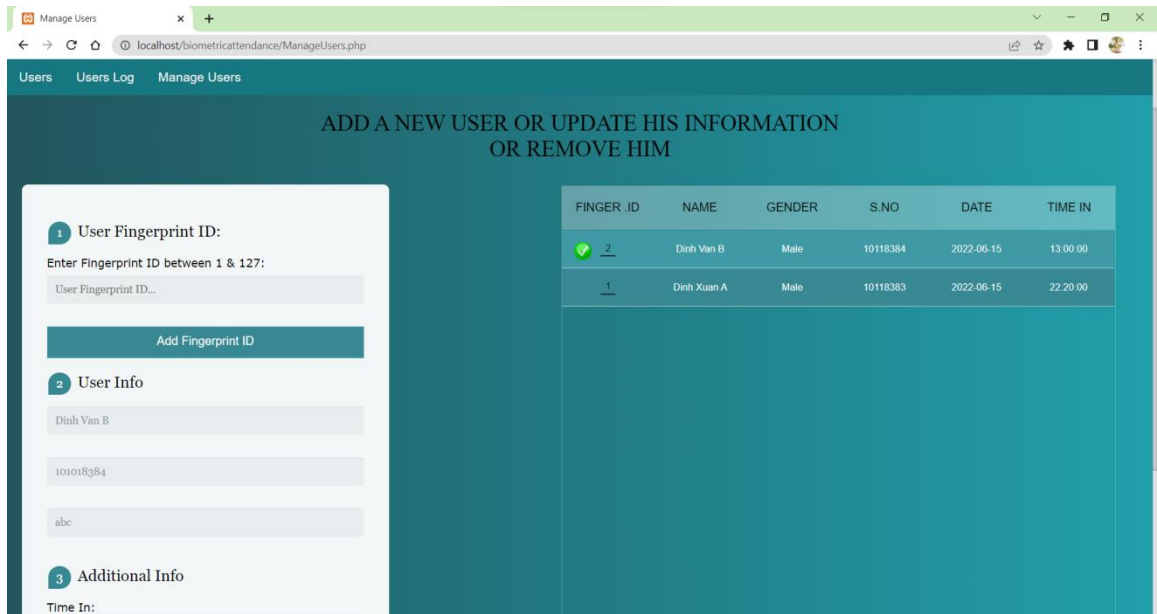 Manage Users
localhost/biometricattendance/ManageUsers.php
Users Users Log Manage Users
ADD A NEW USER OR UPDATE HIS INFORMATION
OR REMOVE HIM
1 User Fingerprint ID:
Enter Fingerprint ID between 1 & 127:
User Fingerprint ID...
Add Fingerprint ID
2 User Info
Dinh Van B
101018384
abc
3 Additional Info
Time In:
FINGER .ID NAME GENDER S.NO DATE TIME IN
2 Dinh Van B Male 10118384 2022-06-15 13:00:00
1 Dinh Xuan A Male 10118383 2022-06-15 22:20:00